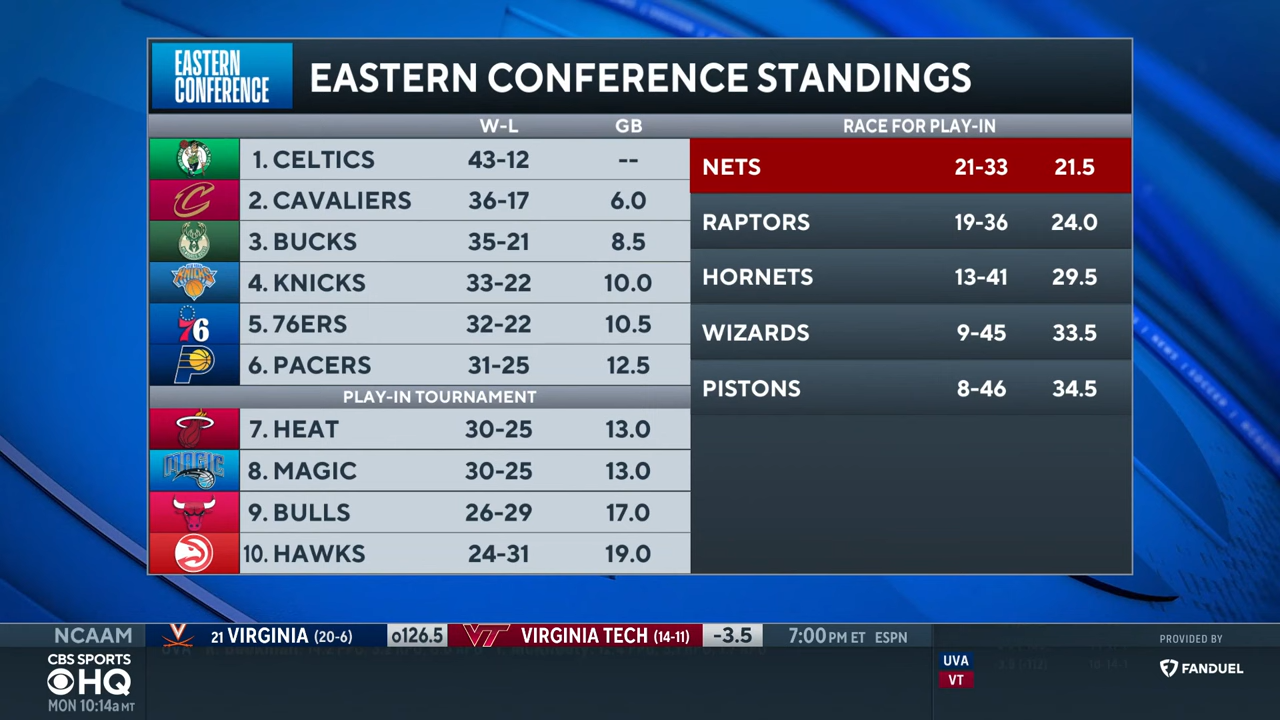 EASTERN
CONFERENCE
EASTERN CONFERENCE STANDINGS
W-L GB
1. CELTICS 43-12 --
2. CAVALIERS 36-17 6.0
3. BUCKS 35-21 8.5
KNICKS
4. KNICKS 33-22 10.0
76
5. 76ERS 32-22 10.5
6. PACERS 31-25 12.5
PLAY-IN TOURNAMENT
7. HEAT 30-25 13.0
MAGIC
8. MAGIC 30-25 13.0
9. BULLS 26-29 17.0
10. HAWKS 24-31 19.0
RACE FOR PLAY-IN
NETS 21-33 21.5
RAPTORS 19-36 24.0
HORNETS 13-41 29.5
WIZARDS 9-45 33.5
PISTONS 8-46 34.5
NCAAM 21 VIRGINIA (20-6) o126.5 VT VIRGINIA TECH (14-11) -3.5 7:00 PM ET ESPN
CBS SPORTS
HQ
MON 10:14a MT
UVA
VT
PROVIDED BY
FANDUEL